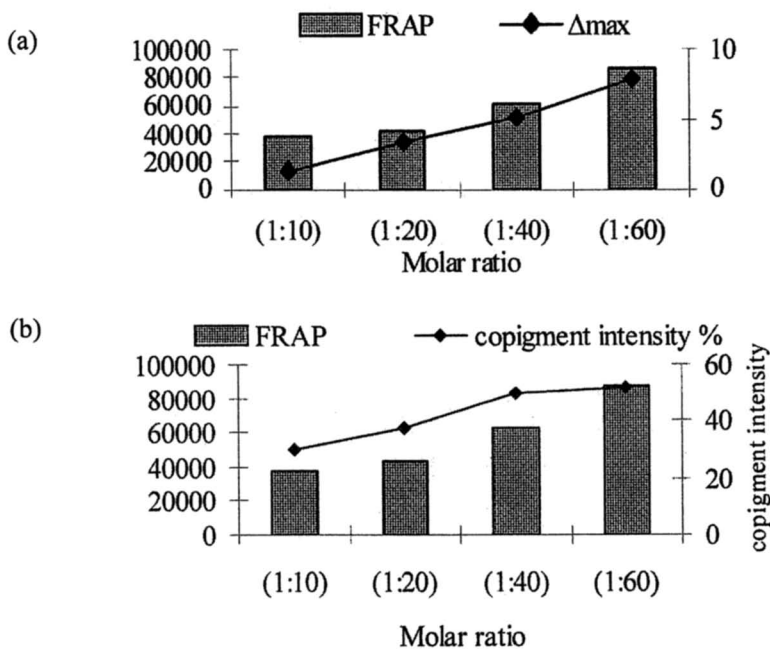 (a)
FRAP Δmax
100000 10
80000
60000 5
40000
20000
0 0
(1:10) (1:20) (1:40) (1:60)
Molar ratio
(b)
FRAP copigment intensity %
100000 60
80000
60000 40
40000 20
20000
0 0
copigment intensity
(1:10) (1:20) (1:40) (1:60)
Molar ratio